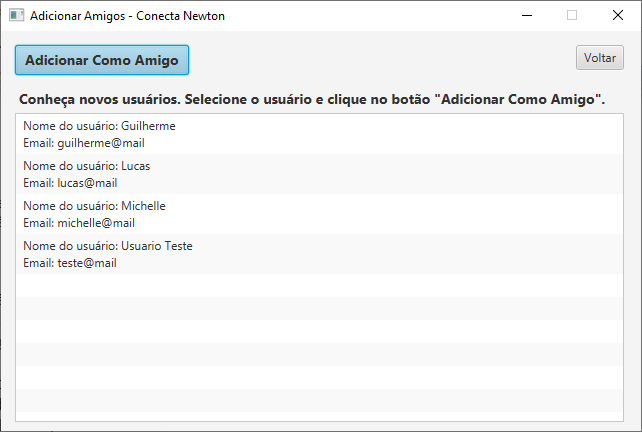 Adicionar Amigos - Conecta Newton
Adicionar Como Amigo
Voltar
Conheça novos usuários. Selecione o usuário e clique no botão "Adicionar Como Amigo".
Nome do usuário: Guilherme
Email: guilherme@mail
Nome do usuário: Lucas
Email: lucas@mail
Nome do usuário: Michelle
Email: michelle@mail
Nome do usuário: Usuario Teste
Email: teste@mail